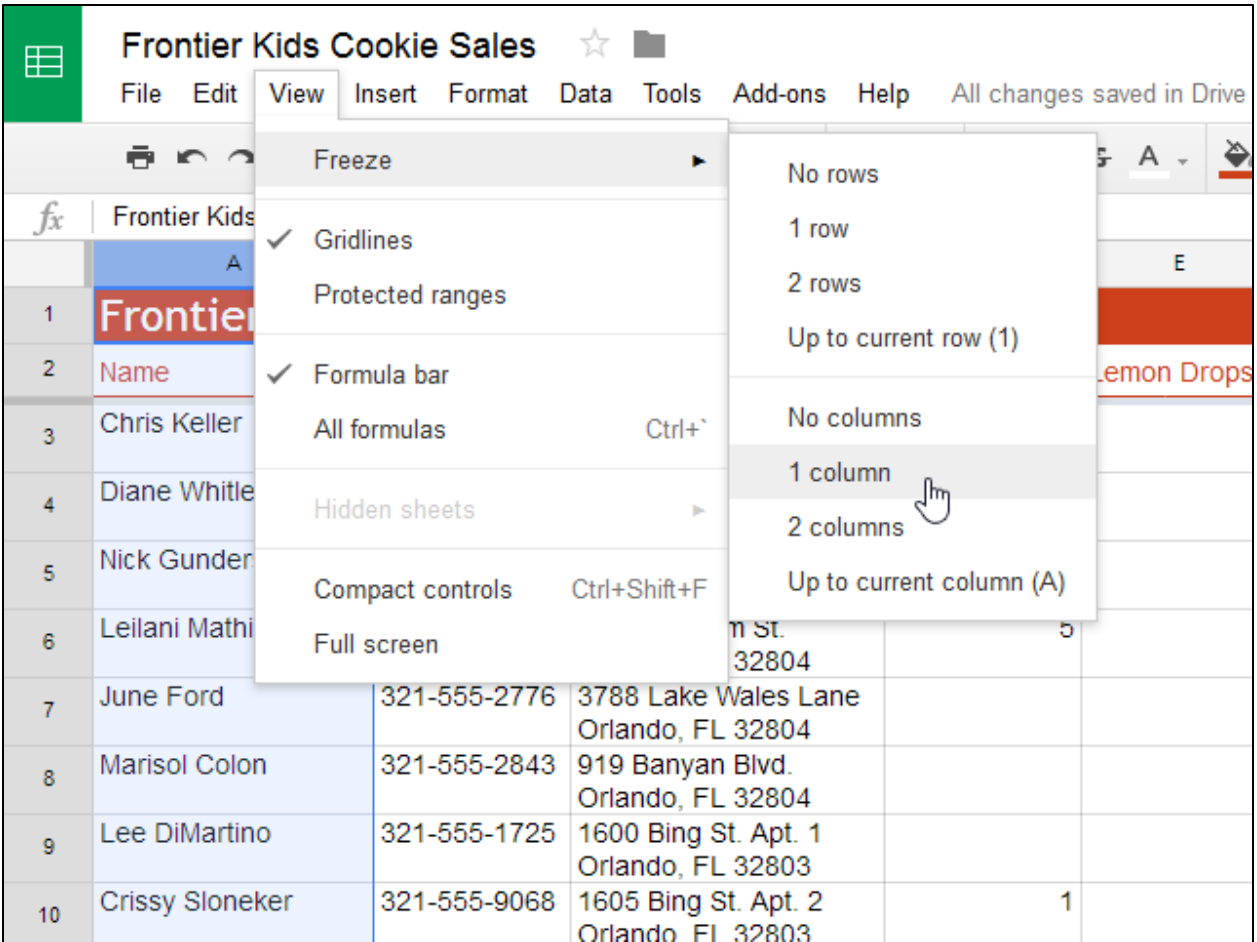 Frontier Kids Cookie Sales
File Edit View Insert Format Data Tools Add-ons Help All changes saved in Drive
Freeze
Gridlines
Protected ranges
Formula bar
All formulas Ctrl+`
Hidden sheets
Compact controls Ctrl+Shift+F
Full screen
No rows
1 row
2 rows
Up to current row (1)
No columns
1 column
2 columns
Up to current column (A)
S A
fx Frontier Kids
A E
1 Frontier
2 Name Lemon Drops
3 Chris Keller
4 Diane Whitle
5 Nick Gunder
6 Leilani Mathi St. 5
32804
7 June Ford 321-555-2776 3788 Lake Wales Lane
Orlando, FL 32804
8 Marisol Colon 321-555-2843 919 Banyan Blvd.
Orlando, FL 32804
9 Lee DiMartino 321-555-1725 1600 Bing St. Apt. 1
Orlando, FL 32803
10 Crissy Sloneker 321-555-9068 1605 Bing St. Apt. 2 1
Orlando, FL 32803